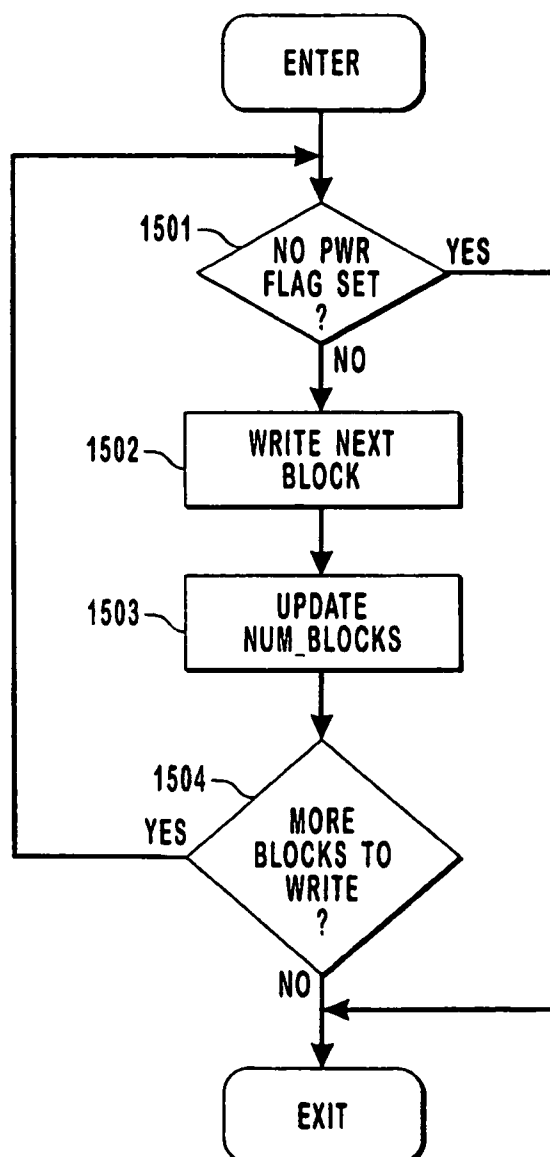 ENTER
1501
NO PWR
FLAG SET
?
YES
NO
1502
WRITE NEXT
BLOCK
1503
UPDATE
NUM_BLOCKS
1504
YES
MORE
BLOCKS TO
WRITE
?
NO
EXIT